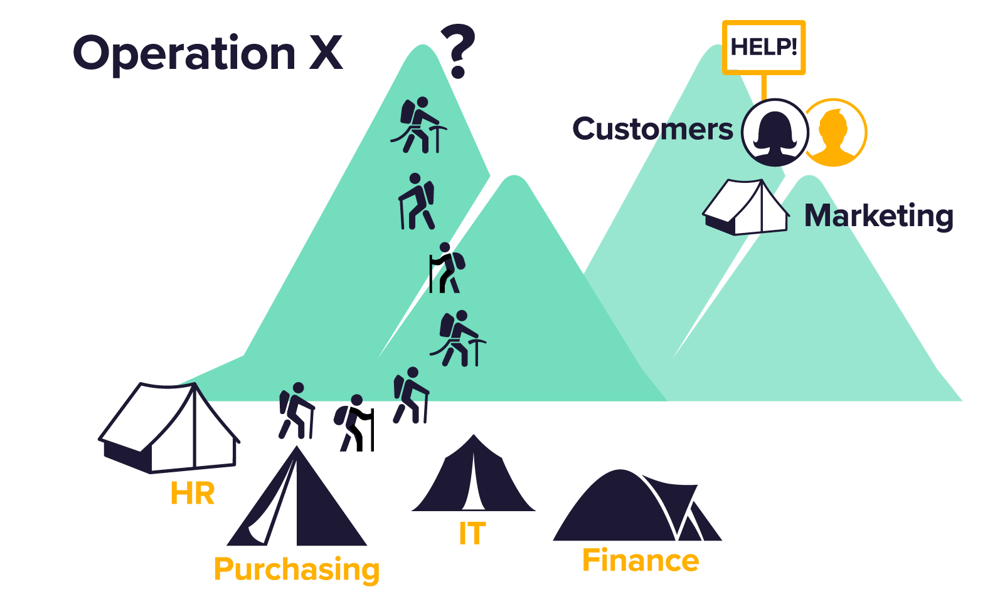 Operation X
?
HELP!
Customers
Marketing
HR
IT
Purchasing
Finance